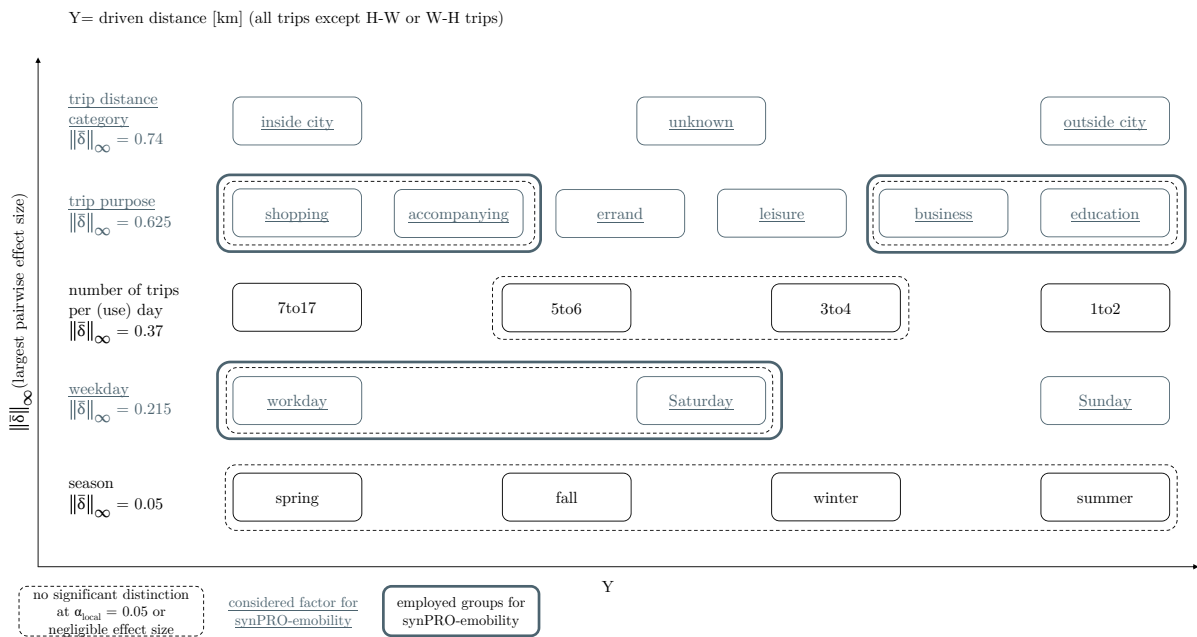 Y= driven distance [km] (all trips except H-W or W-H trips)
‖δ̄‖∞(largest pairwise effect size)
trip distance
category
‖δ̄‖∞ = 0.74
inside city
unknown
outside city
trip purpose
‖δ̄‖∞ = 0.625
shopping
accompanying
errand
leisure
business
education
number of trips
per (use) day
‖δ̄‖∞ = 0.37
7to17
5to6
3to4
1to2
weekday
‖δ̄‖∞ = 0.215
workday
Saturday
Sunday
season
‖δ̄‖∞ = 0.05
spring
fall
winter
summer
Y
no significant distinction
at αlocal = 0.05 or
negligible effect size
considered factor for
synPRO-emobility
employed groups for
synPRO-emobility